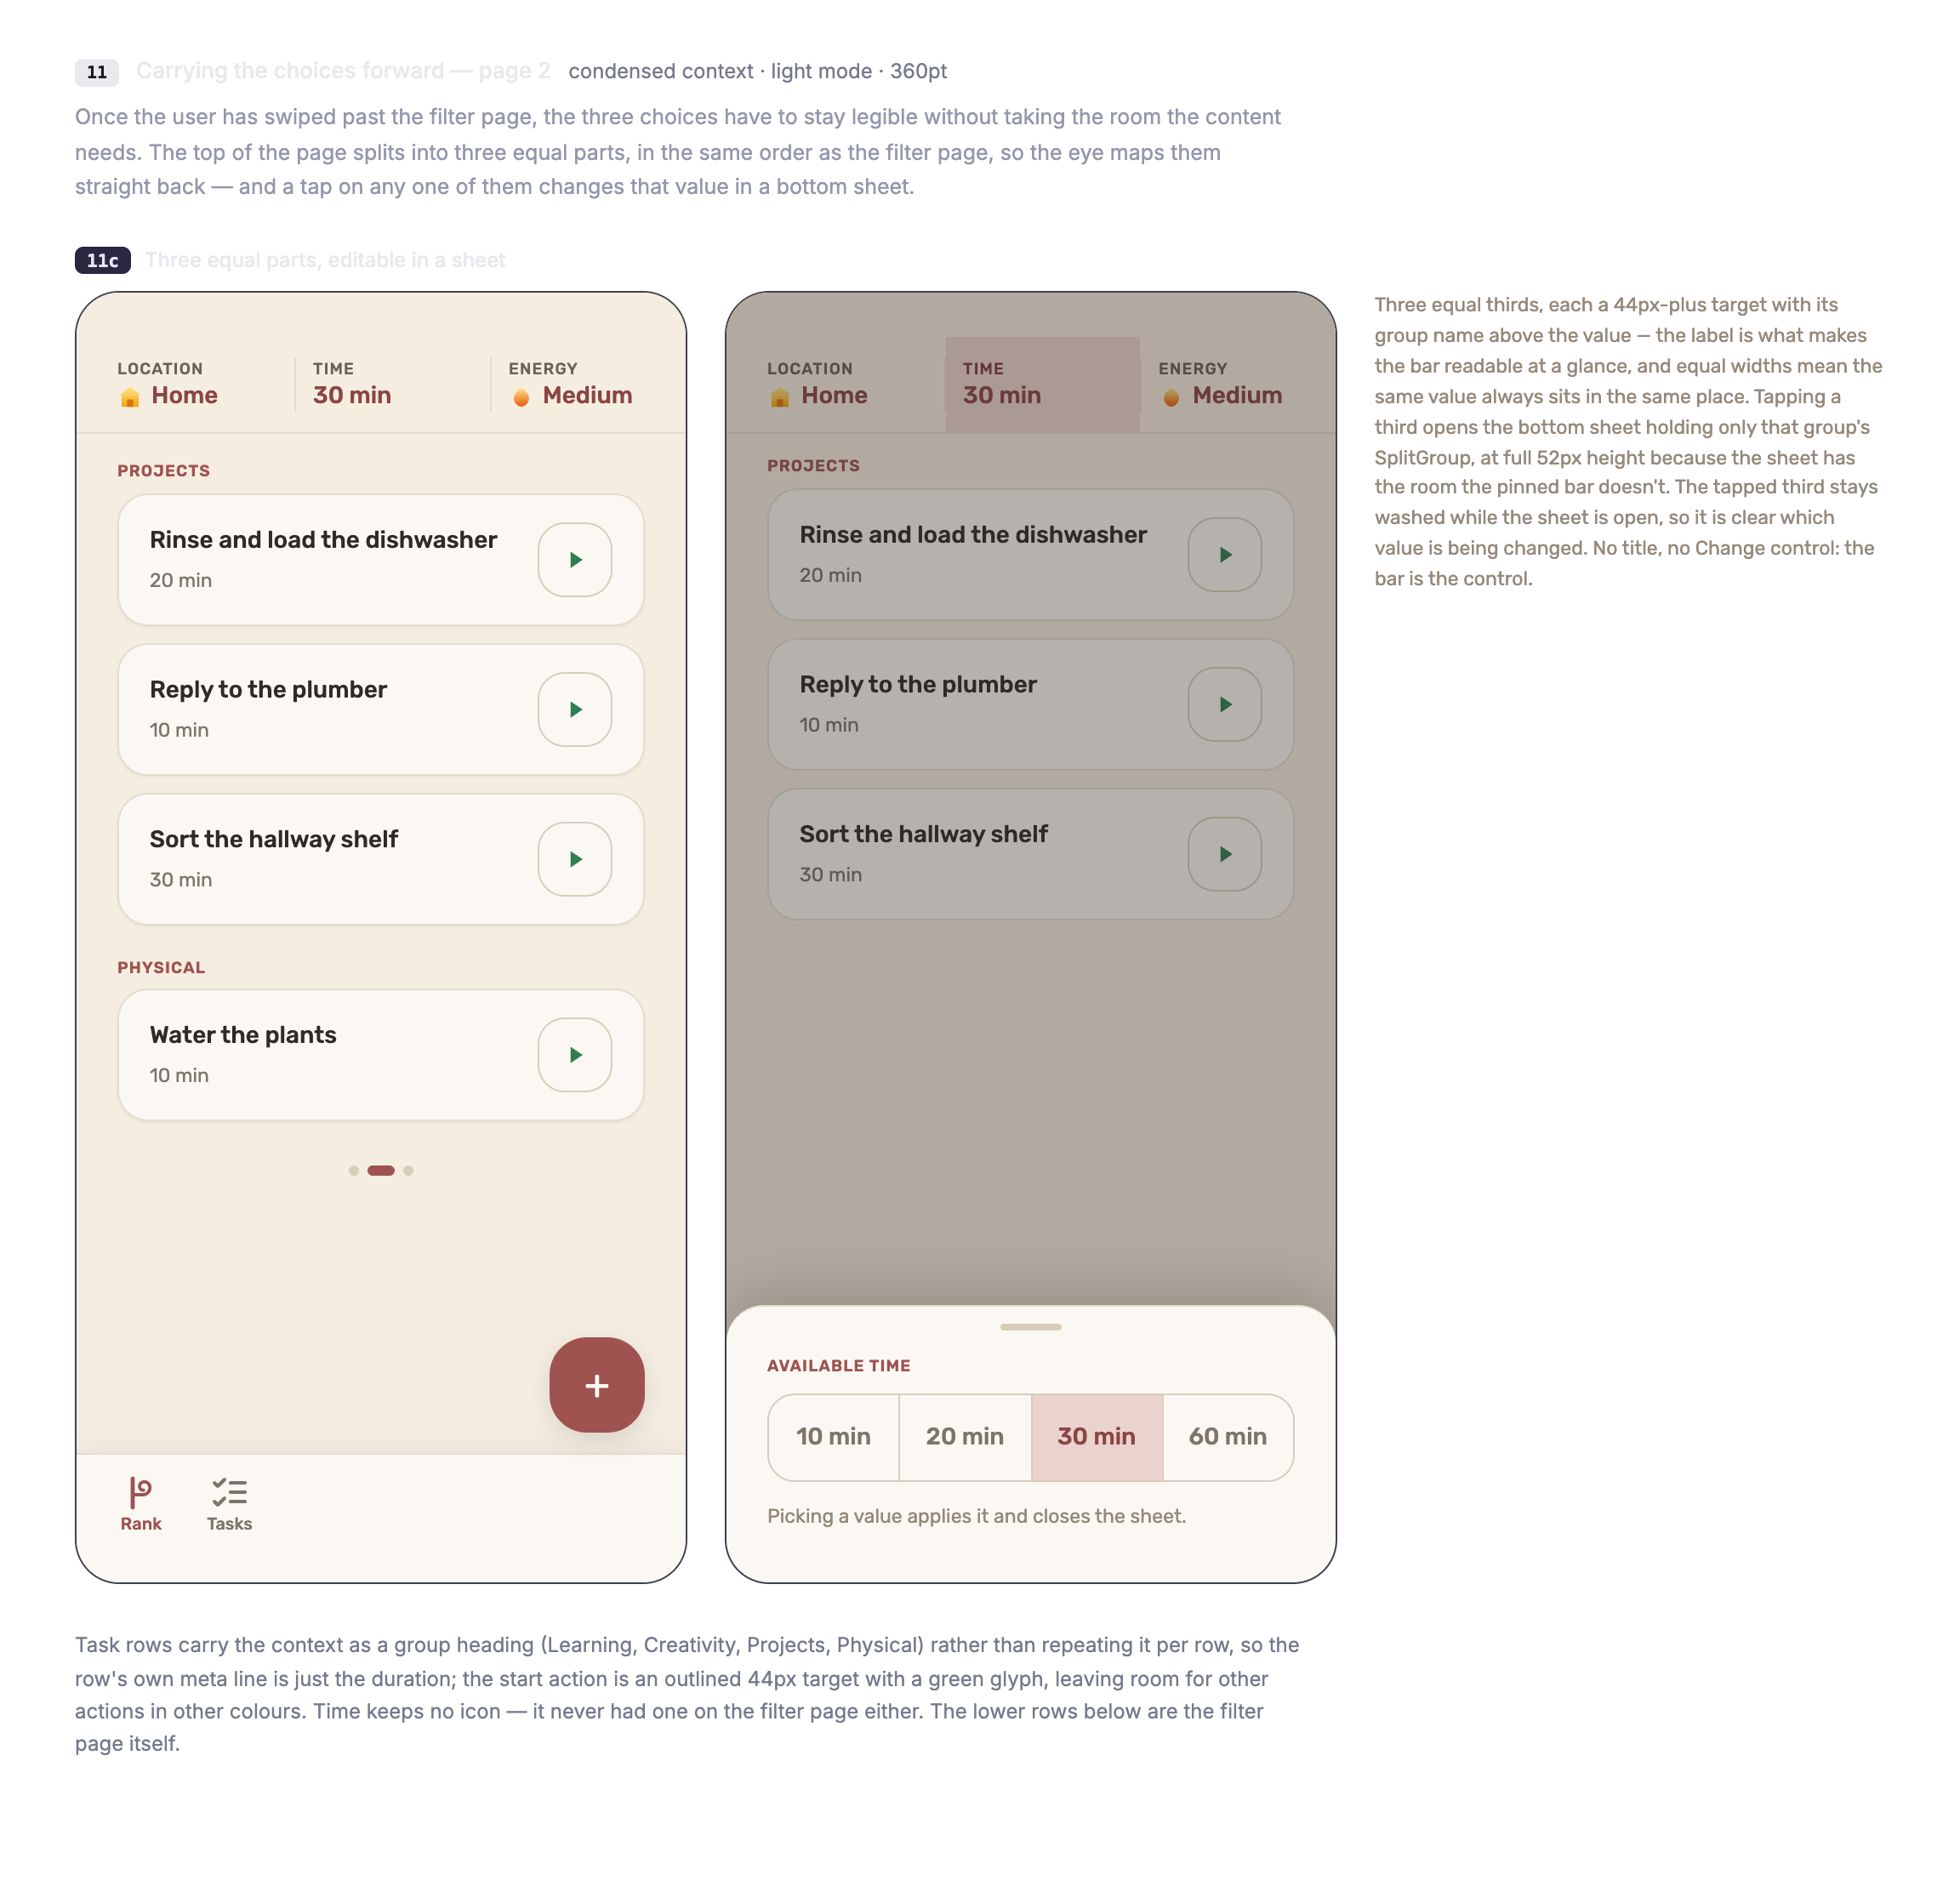 11 Carrying the choices forward — page 2 condensed context · light mode · 360pt
Once the user has swiped past the filter page, the three choices have to stay legible without taking the room the content
needs. The top of the page splits into three equal parts, in the same order as the filter page, so the eye maps them
straight back — and a tap on any one of them changes that value in a bottom sheet.
11c Three equal parts, editable in a sheet
LOCATION
Home
TIME
30 min
ENERGY
Medium
PROJECTS
Rinse and load the dishwasher
20 min
Reply to the plumber
10 min
Sort the hallway shelf
30 min
PHYSICAL
Water the plants
10 min
+
Rank
Tasks
LOCATION
Home
TIME
30 min
ENERGY
Medium
PROJECTS
Rinse and load the dishwasher
20 min
Reply to the plumber
10 min
Sort the hallway shelf
30 min
AVAILABLE TIME
10 min
20 min
30 min
60 min
Picking a value applies it and closes the sheet.
Three equal thirds, each a 44px-plus target with its
group name above the value — the label is what makes
the bar readable at a glance, and equal widths mean the
same value always sits in the same place. Tapping a
third opens the bottom sheet holding only that group's
SplitGroup, at full 52px height because the sheet has
the room the pinned bar doesn't. The tapped third stays
washed while the sheet is open, so it is clear which
value is being changed. No title, no Change control: the
bar is the control.
Task rows carry the context as a group heading (Learning, Creativity, Projects, Physical) rather than repeating it per row, so the
row's own meta line is just the duration; the start action is an outlined 44px target with a green glyph, leaving room for other
actions in other colours. Time keeps no icon — it never had one on the filter page either. The lower rows below are the filter
page itself.